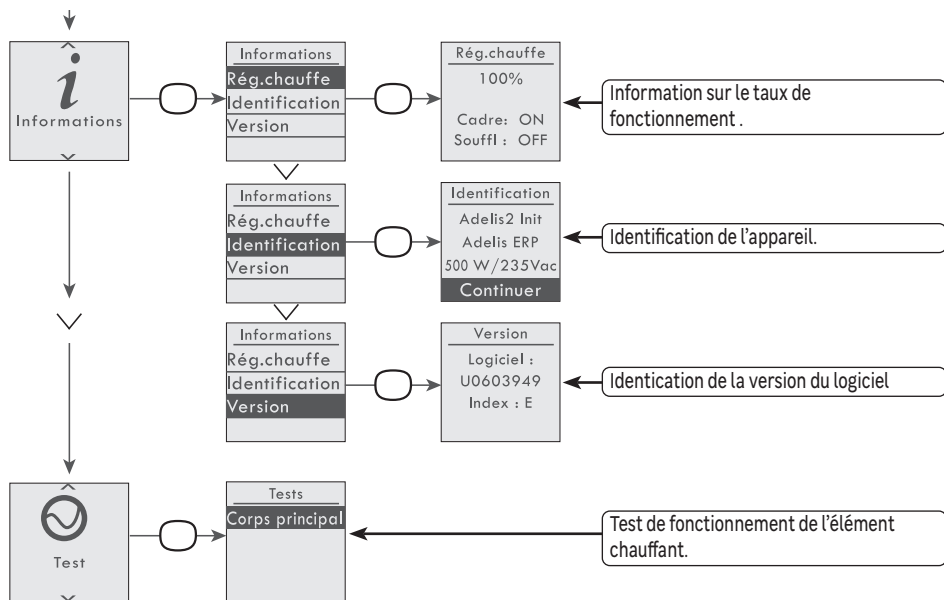 Informations
Informations
Rég.chauffe
Identification
Version
Rég.chauffe
100%
Cadre: ON
Souffl : OFF
Information sur le taux de
fonctionnement .
Informations
Rég.chauffe
Identification
Version
Identification
Adelis2 Init
Adelis ERP
500 W/235Vac
Continuer
Identification de l'appareil.
Informations
Rég.chauffe
Identification
Version
Version
Logiciel :
U0603949
Index : E
Identication de la version du logiciel
Test
Tests
Corps principal
Test de fonctionnement de l'élément
chauffant.